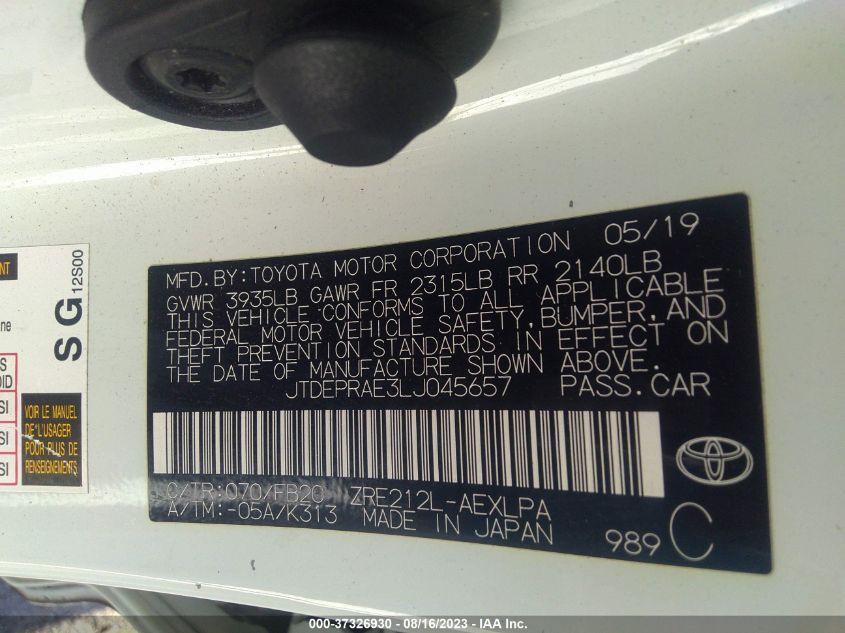 MFD.BY:TOYOTA MOTOR CORPORATION 05/19
GVWR 3935LB GAWR FR 2315LB RR 2140LB
THIS VEHICLE CONFORMS TO ALL APPLICABLE
FEDERAL MOTOR VEHICLE SAFETY, BUMPER, AND
THEFT PREVENTION STANDARDS IN EFFECT ON
THE DATE OF MANUFACTURE SHOWN ABOVE.
JTDEPRAE3LJ045657 PASS.CAR
C/TR:070/FB20 ZRE212L-AEXLPA
A/TM:-05A/K313 MADE IN JAPAN
989 C
SG 12S00
VOIR LE MANUEL
DE "L'USAGER
POUR PLUS DE
RENSEIGNEMENTS
000-37326930 - 08/16/2023 - IAA Inc.